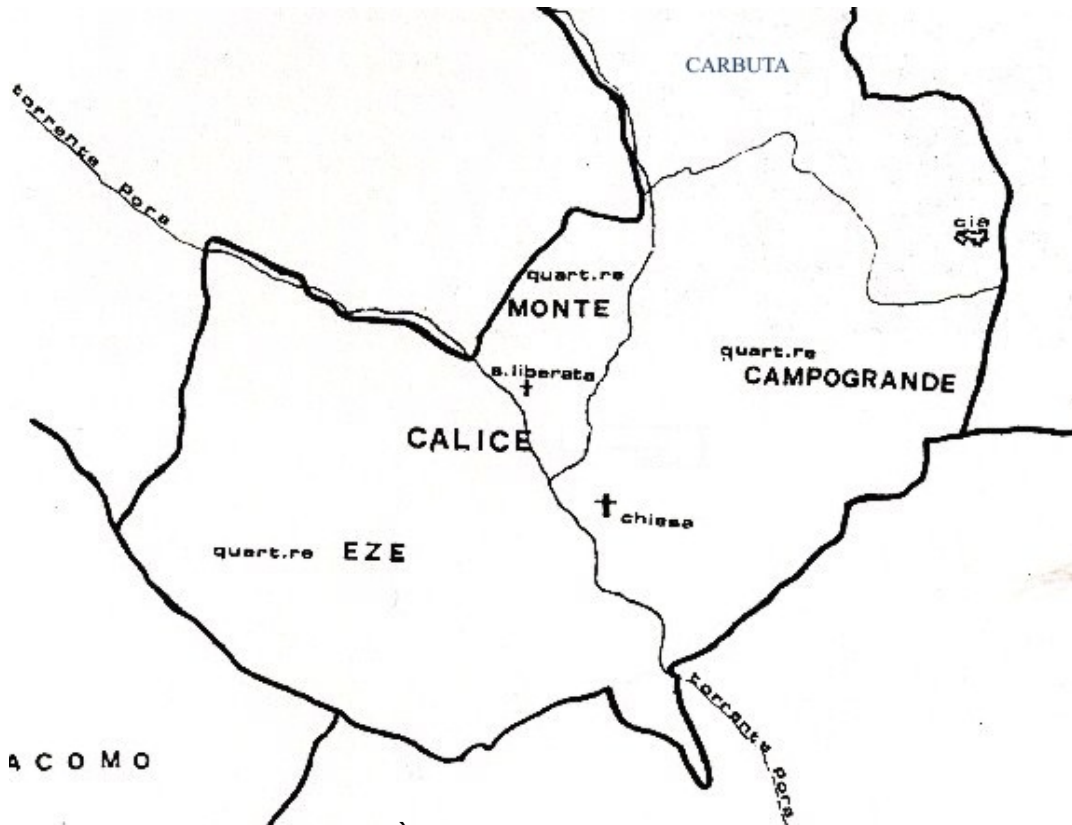 CARBUTA
torrente Pora
cia
quart.re
MONTE
quart.re
CAMPOGRANDE
s. liberata
CALICE
chiesa
quart.re EZE
torrente Pora
ACOMO